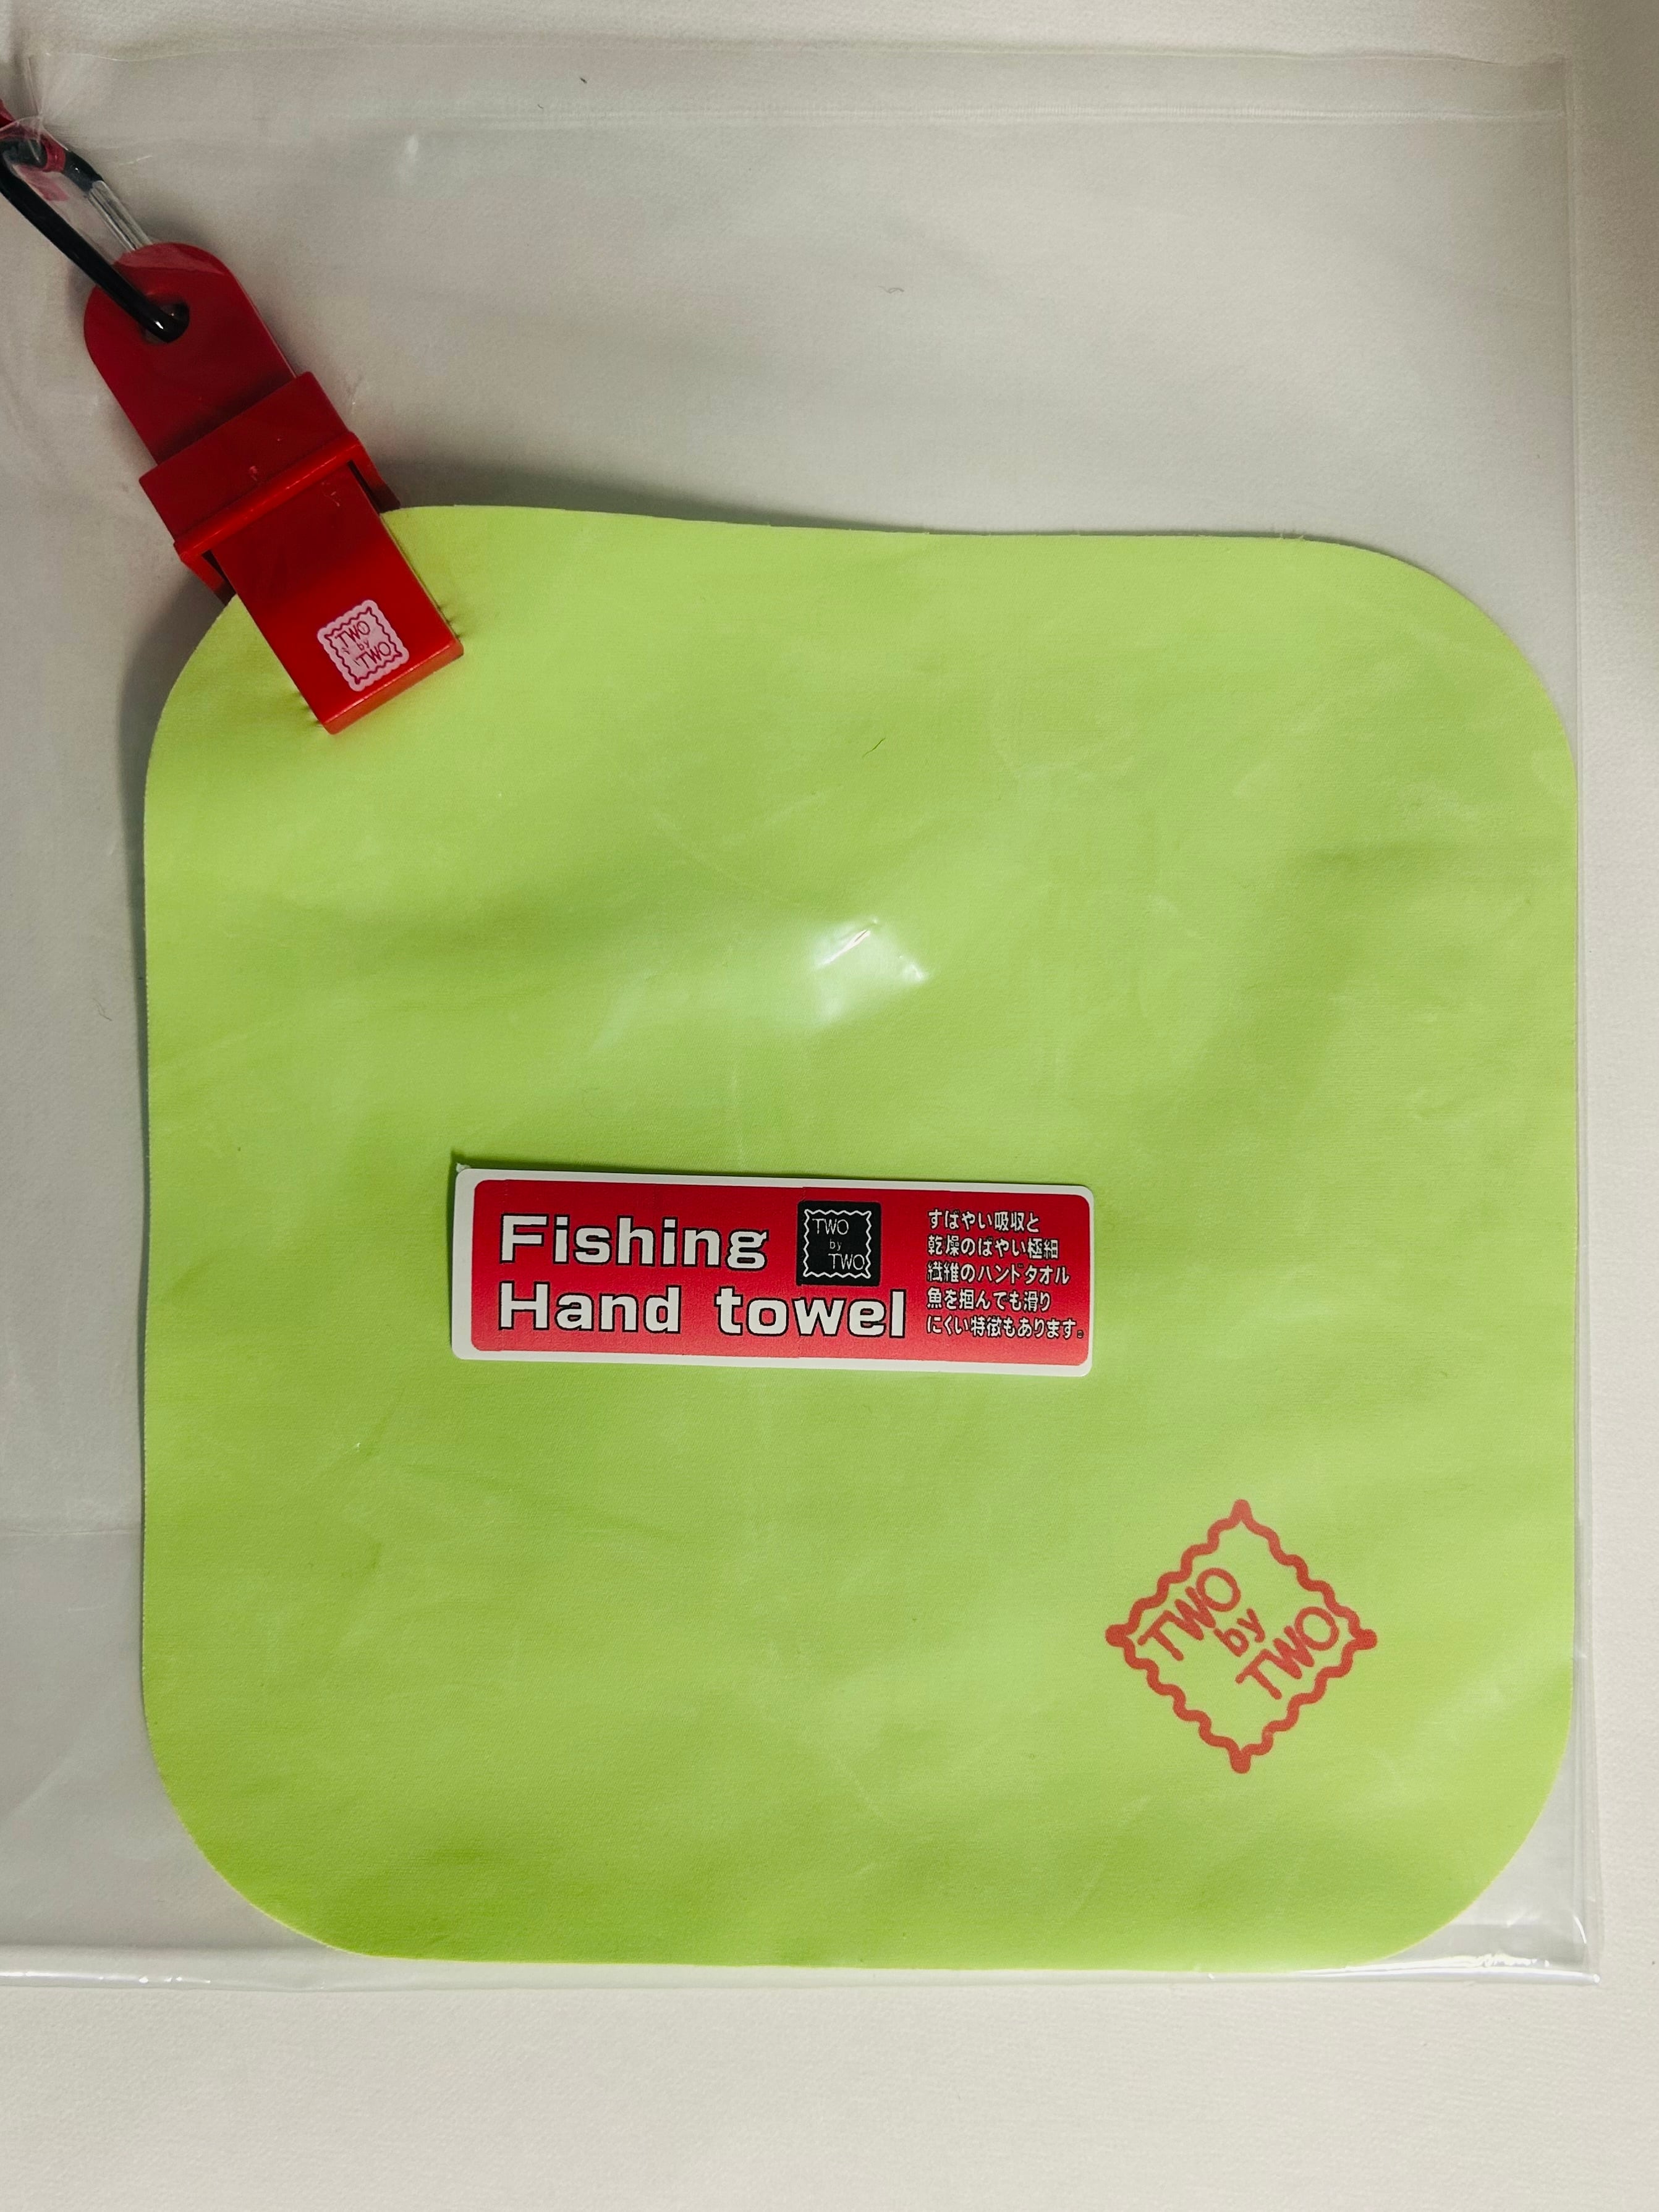 TWO
by
TWO
Fishing
Hand towel
TWO
by
TWO
すばやい吸収と
乾燥のはやい極細
繊維のハンドタオル
魚を掴んでも滑り
にくい特徴もあります。
TWO
by
TWO